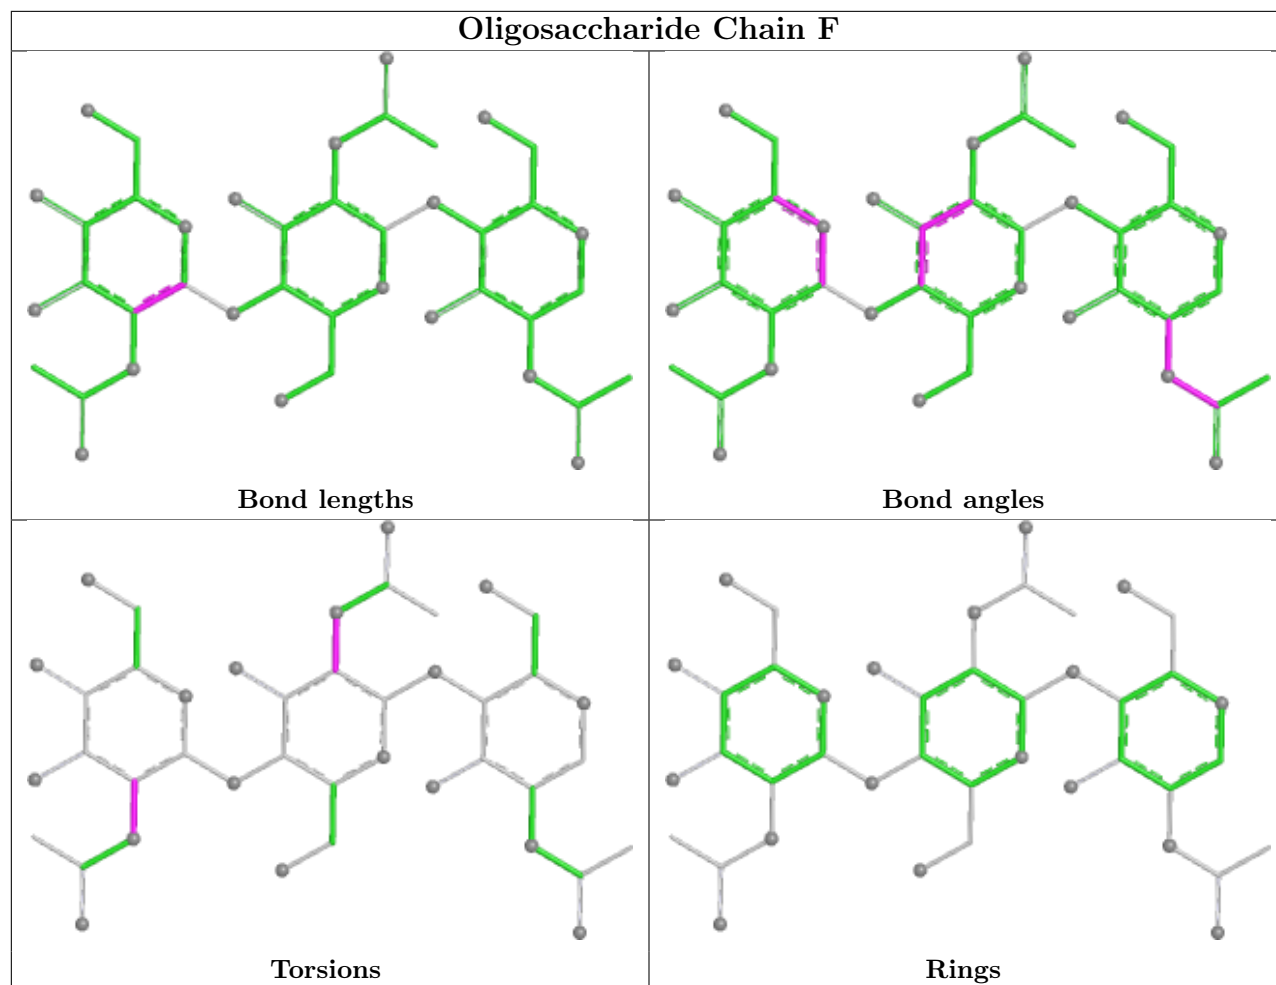 Oligosaccharide Chain F
Bond lengths
Bond angles
Torsions
Rings